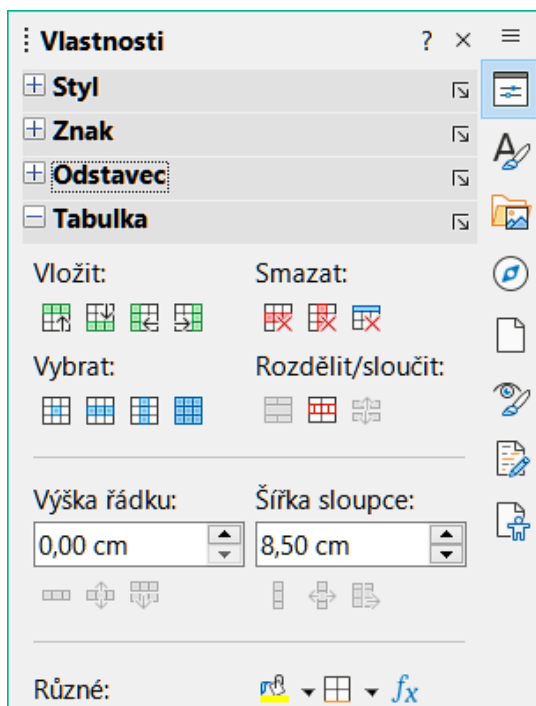 Vlastnosti ?
Styl
Znak
Odstavec
Tabulka
Vložit: Smazat:
Vybrat: Rozdělit/sloučit:
Výška řádku: Šířka sloupce:
0,00 cm 8,50 cm
Různé: fx